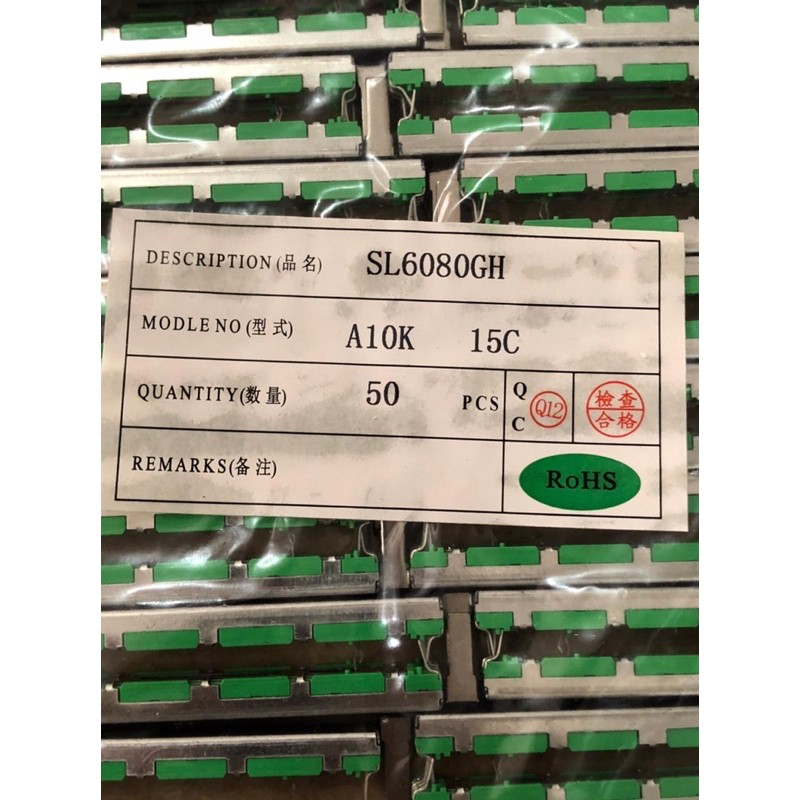 DESCRIPTION(品名) SL6080GH
MODLE NO(型式) A10K 15C
QUANTITY(数量) 50 PCS
QC
Q12
檢查
合格
REMARKS(备注)
RoHS